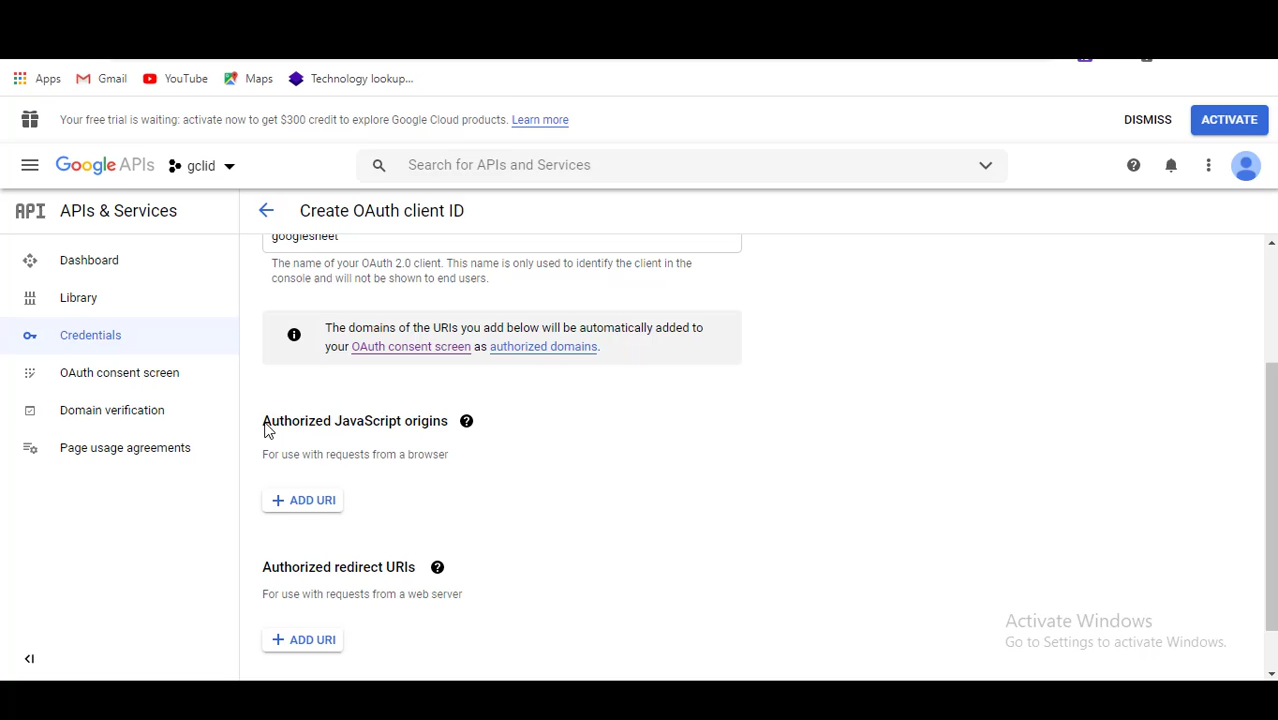 Apps
Gmail
YouTube
Maps
Technology lookup...
Your free trial is waiting: activate now to get $300 credit to explore Google Cloud products. Learn more
DISMISS
ACTIVATE
Google APIs
gclid
Search for APIs and Services
API APIs & Services
Create OAuth client ID
Dashboard
Library
Credentials
OAuth consent screen
Domain verification
Page usage agreements
googlesheet
The name of your OAuth 2.0 client. This name is only used to identify the client in the
console and will not be shown to end users.
The domains of the URIs you add below will be automatically added to
your OAuth consent screen as authorized domains.
Authorized JavaScript origins
For use with requests from a browser
+ ADD URI
Authorized redirect URIs
For use with requests from a web server
+ ADD URI
Activate Windows
Go to Settings to activate Windows.